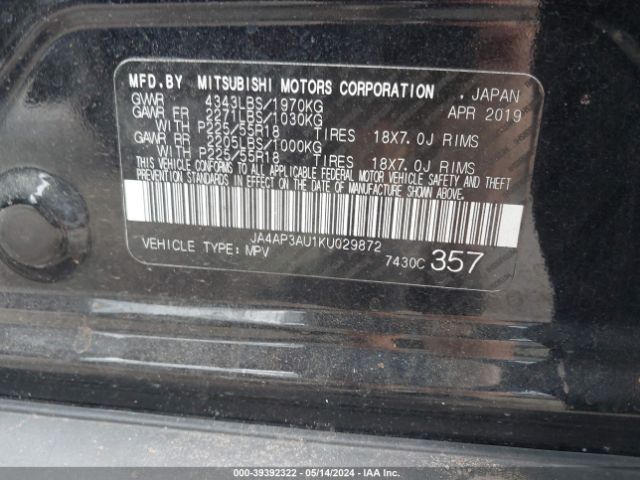 MFD.BY MITSUBISHI MOTORS CORPORATION . JAPAN
GVWR 4343LBS/1970KG APR 2019
GAWR FR 2271LBS/1030KG
WITH P225/55R18 TIRES 18X7.0J RIMS
GAWR RR 2205LBS/1000KG
WITH P225/55R18 TIRES 18X7.0J RIMS
THIS VEHICLE CONFORMS TO ALL APPLICABLE FEDERAL MOTOR VEHICLE SAFETY AND THEFT
PREVENTION STANDARDS IN EFFECT ON THE DATE OF MANUFACTURE SHOWN ABOVE.
JA4AP3AU1KU029872
VEHICLE TYPE: MPV 7430C 357
000-39392322 — 05/14/2024 — IAA Inc.